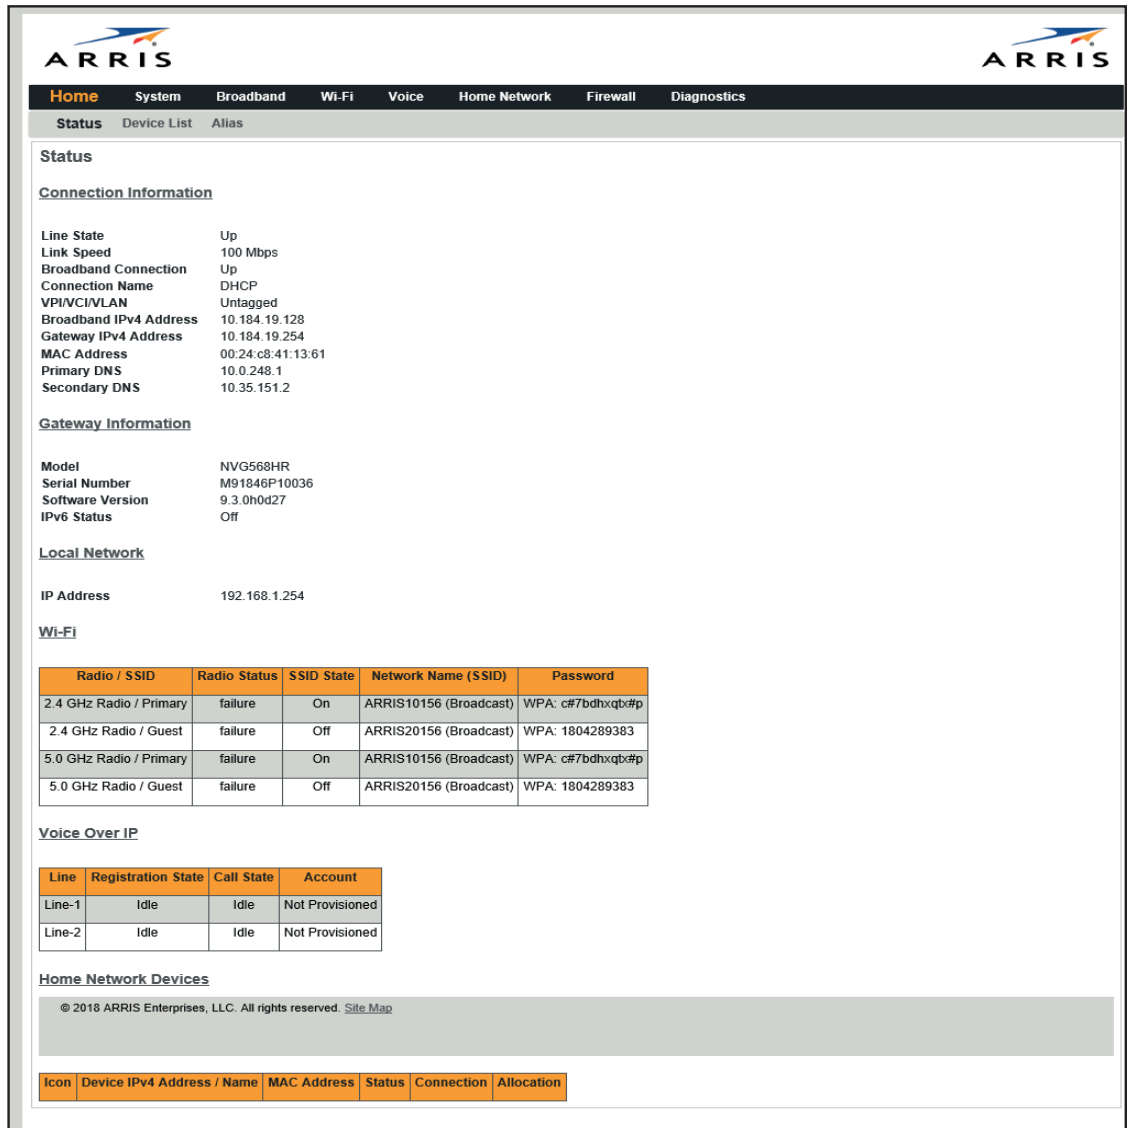 ARRIS
ARRIS
Home System Broadband Wi-Fi Voice Home Network Firewall Diagnostics
Status Device List Alias
Status
Connection Information
Line State Up
Link Speed 100 Mbps
Broadband Connection Up
Connection Name DHCP
VPI/VCI/VLAN Untagged
Broadband IPv4 Address 10.184.19.128
Gateway IPv4 Address 10.184.19.254
MAC Address 00:24:c8:41:13:61
Primary DNS 10.0.248.1
Secondary DNS 10.35.151.2
Gateway Information
Model NVG568HR
Serial Number M91846P10036
Software Version 9.3.0h0d27
IPv6 Status Off
Local Network
IP Address 192.168.1.254
Wi-Fi
Radio / SSID Radio Status SSID State Network Name (SSID) Password
2.4 GHz Radio / Primary failure On ARRIS10156 (Broadcast) WPA: c#7bdhxqtx#p
2.4 GHz Radio / Guest failure Off ARRIS20156 (Broadcast) WPA: 1804289383
5.0 GHz Radio / Primary failure On ARRIS10156 (Broadcast) WPA: c#7bdhxqtx#p
5.0 GHz Radio / Guest failure Off ARRIS20156 (Broadcast) WPA: 1804289383
Voice Over IP
Line Registration State Call State Account
Line-1 Idle Idle Not Provisioned
Line-2 Idle Idle Not Provisioned
Home Network Devices
© 2018 ARRIS Enterprises, LLC. All rights reserved. Site Map
Icon Device IPv4 Address / Name MAC Address Status Connection Allocation